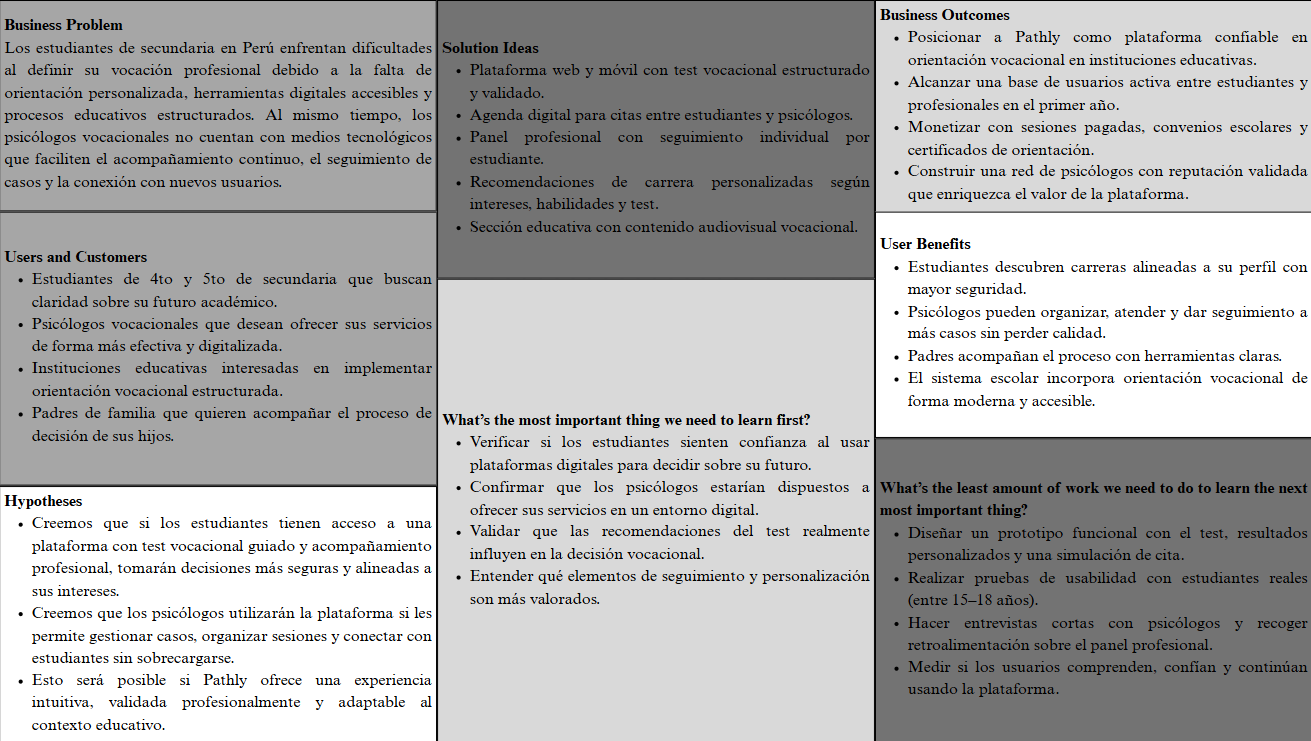 Business Problem
Los estudiantes de secundaria en Perú enfrentan dificultades
al definir su vocación profesional debido a la falta de
orientación personalizada, herramientas digitales accesibles y
procesos educativos estructurados. Al mismo tiempo, los
psicólogos vocacionales no cuentan con medios tecnológicos
que faciliten el acompañamiento continuo, el seguimiento de
casos y la conexión con nuevos usuarios.
Users and Customers
• Estudiantes de 4to y 5to de secundaria que buscan
claridad sobre su futuro académico.
• Psicólogos vocacionales que desean ofrecer sus servicios
de forma más efectiva y digitalizada.
• Instituciones educativas interesadas en implementar
orientación vocacional estructurada.
• Padres de familia que quieren acompañar el proceso de
decisión de sus hijos.
Hypotheses
• Creemos que si los estudiantes tienen acceso a una
plataforma con test vocacional guiado y acompañamiento
profesional, tomarán decisiones más seguras y alineadas a
sus intereses.
• Creemos que los psicólogos utilizarán la plataforma si les
permite gestionar casos, organizar sesiones y conectar con
estudiantes sin sobrecargarse.
• Esto será posible si Pathly ofrece una experiencia
intuitiva, validada profesionalmente y adaptable al
contexto educativo.
Solution Ideas
• Plataforma web y móvil con test vocacional estructurado
y validado.
• Agenda digital para citas entre estudiantes y psicólogos.
• Panel profesional con seguimiento individual por
estudiante.
• Recomendaciones de carrera personalizadas según
intereses, habilidades y test.
• Sección educativa con contenido audiovisual vocacional.
What’s the most important thing we need to learn first?
• Verificar si los estudiantes sienten confianza al usar
plataformas digitales para decidir sobre su futuro.
• Confirmar que los psicólogos estarían dispuestos a
ofrecer sus servicios en un entorno digital.
• Validar que las recomendaciones del test realmente
influyen en la decisión vocacional.
• Entender qué elementos de seguimiento y personalización
son más valorados.
Business Outcomes
• Posicionar a Pathly como plataforma confiable en
orientación vocacional en instituciones educativas.
• Alcanzar una base de usuarios activa entre estudiantes y
profesionales en el primer año.
• Monetizar con sesiones pagadas, convenios escolares y
certificados de orientación.
• Construir una red de psicólogos con reputación validada
que enriquezca el valor de la plataforma.
User Benefits
• Estudiantes descubren carreras alineadas a su perfil con
mayor seguridad.
• Psicólogos pueden organizar, atender y dar seguimiento a
más casos sin perder calidad.
• Padres acompañan el proceso con herramientas claras.
• El sistema escolar incorpora orientación vocacional de
forma moderna y accesible.
What’s the least amount of work we need to do to learn the next
most important thing?
• Diseñar un prototipo funcional con el test, resultados
personalizados y una simulación de cita.
• Realizar pruebas de usabilidad con estudiantes reales
(entre 15–18 años).
• Hacer entrevistas cortas con psicólogos y recoger
retroalimentación sobre el panel profesional.
• Medir si los usuarios comprenden, confían y continúan
usando la plataforma.